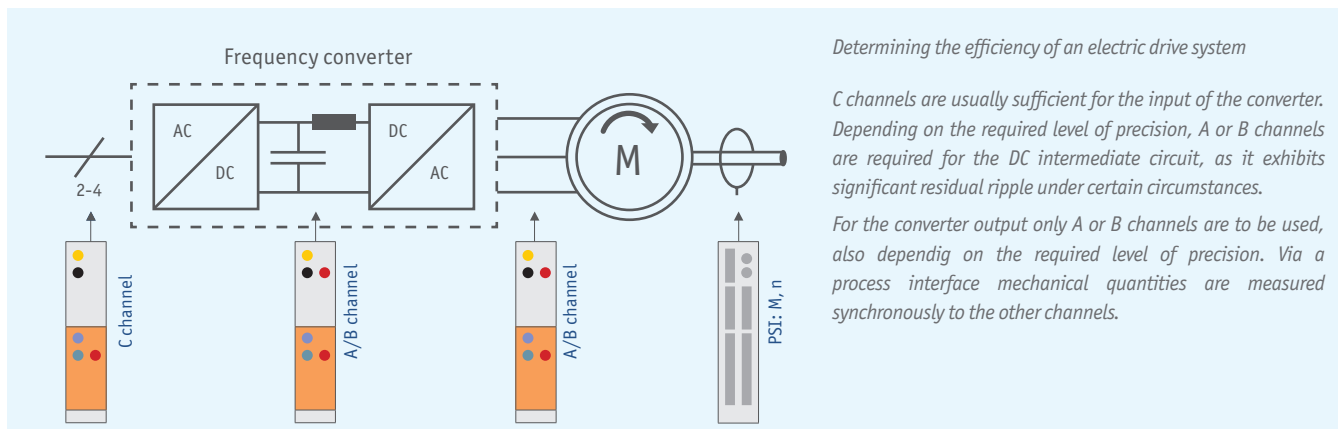 Frequency converter
AC
DC
DC
AC
M
2-4
C channel
A/B channel
A/B channel
PSI: M, n
Determining the efficiency of an electric drive system
C channels are usually sufficient for the input of the converter.
Depending on the required level of precision, A or B channels
are required for the DC intermediate circuit, as it exhibits
significant residual ripple under certain circumstances.
For the converter output only A or B channels are to be used,
also dependig on the required level of precision. Via a
process interface mechanical quantities are measured
synchronously to the other channels.